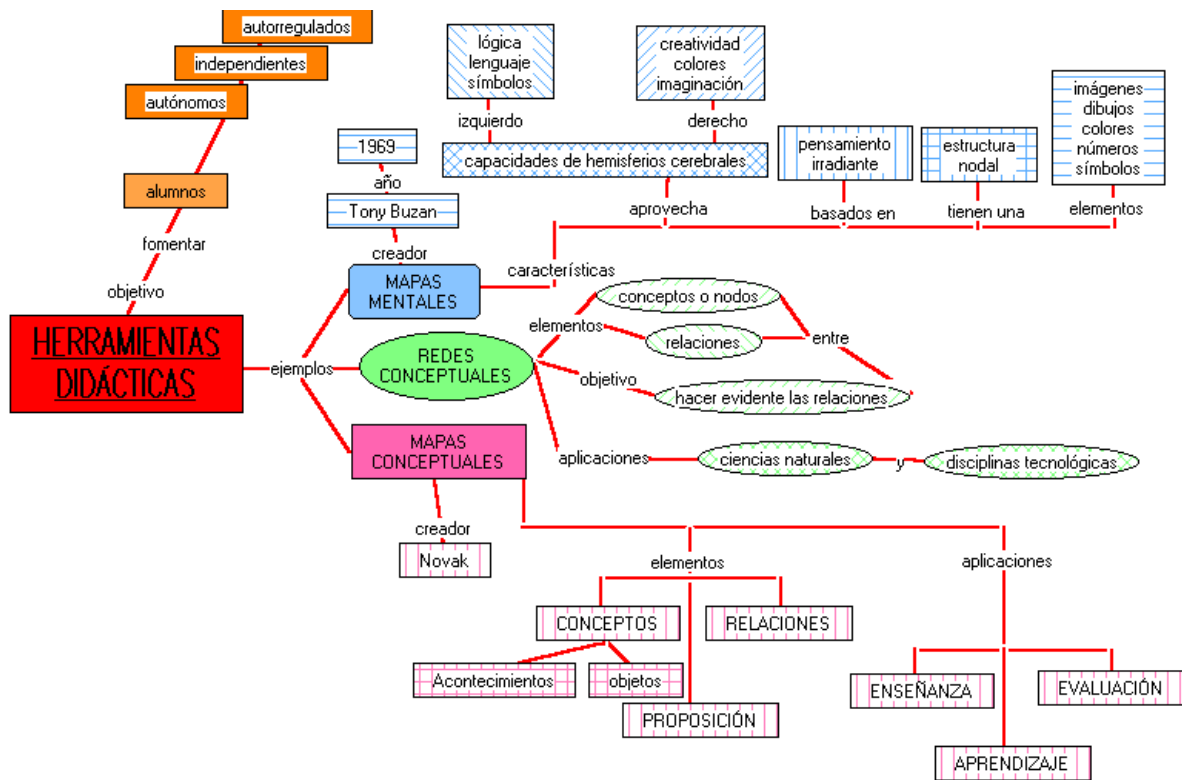 autorregulados
independientes
autónomos
alumnos
fomentar
objetivo
HERRAMIENTAS
DIDÁCTICAS
ejemplos
1969
año
Tony Buzan
creador
MAPAS
MENTALES
características
lógica
lenguaje
símbolos
izquierdo
creatividad
colores
imaginación
derecho
capacidades de hemisferios cerebrales
aprovecha
pensamiento
irradiante
basados en
estructura
nodal
tienen una
imágenes
dibujos
colores
números
símbolos
elementos
REDES
CONCEPTUALES
elementos
conceptos o nodos
relaciones
entre
objetivo
hacer evidente las relaciones
aplicaciones
ciencias naturales
y
disciplinas tecnológicas
MAPAS
CONCEPTUALES
creador
Novak
elementos
CONCEPTOS
RELACIONES
Acontecimientos
objetos
PROPOSICIÓN
aplicaciones
ENSEÑANZA
EVALUACIÓN
APRENDIZAJE